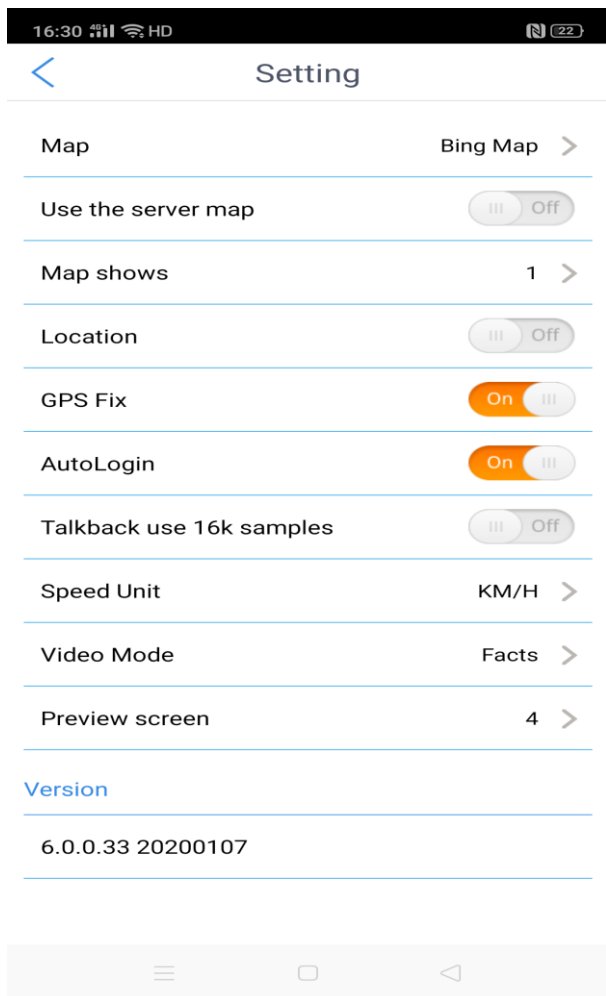 16:30 HD 22
Setting
Map Bing Map
Use the server map Off
Map shows 1
Location Off
GPS Fix On
AutoLogin On
Talkback use 16k samples Off
Speed Unit KM/H
Video Mode Facts
Preview screen 4
Version
6.0.0.33 20200107